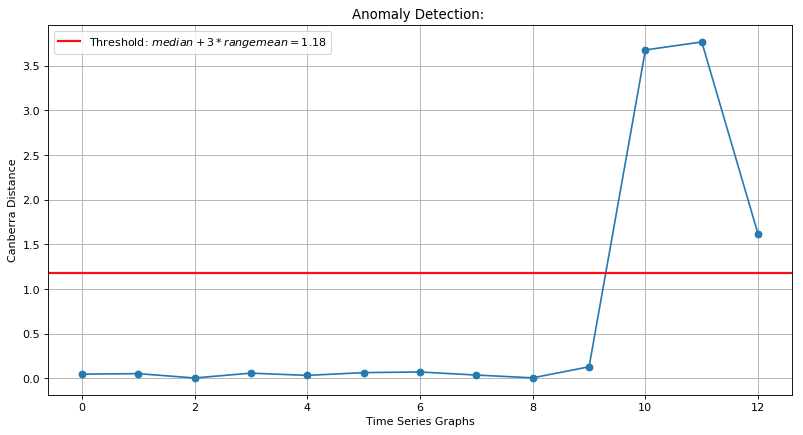 Anomaly Detection:
Threshold: median + 3 * rangemean = 1.18
3.5
3.0
2.5
2.0
1.5
1.0
0.5
0.0
Canberra Distance
0 2 4 6 8 10 12
Time Series Graphs